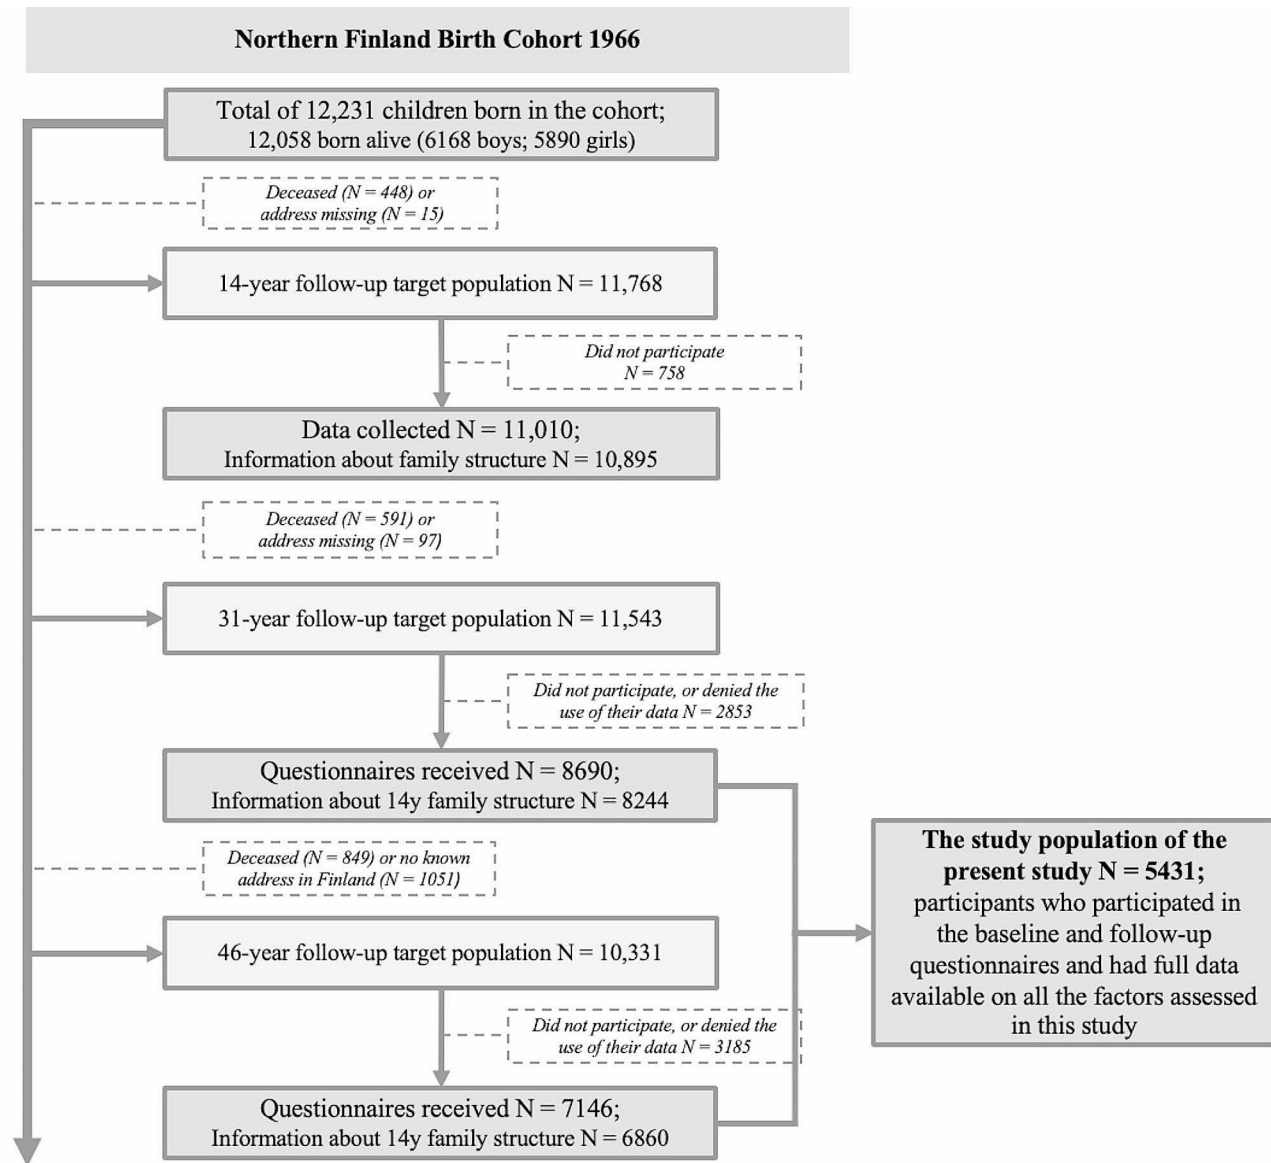 Northern Finland Birth Cohort 1966
Total of 12,231 children born in the cohort;
12,058 born alive (6168 boys; 5890 girls)
Deceased (N = 448) or
address missing (N = 15)
14-year follow-up target population N = 11,768
Did not participate
N = 758
Data collected N = 11,010;
Information about family structure N = 10,895
Deceased (N = 591) or
address missing (N = 97)
31-year follow-up target population N = 11,543
Did not participate, or denied the
use of their data N = 2853
Questionnaires received N = 8690;
Information about 14y family structure N = 8244
Deceased (N = 849) or no known
address in Finland (N = 1051)
46-year follow-up target population N = 10,331
Did not participate, or denied the
use of their data N = 3185
Questionnaires received N = 7146;
Information about 14y family structure N = 6860
The study population of the
present study N = 5431;
participants who participated in
the baseline and follow-up
questionnaires and had full data
available on all the factors assessed
in this study